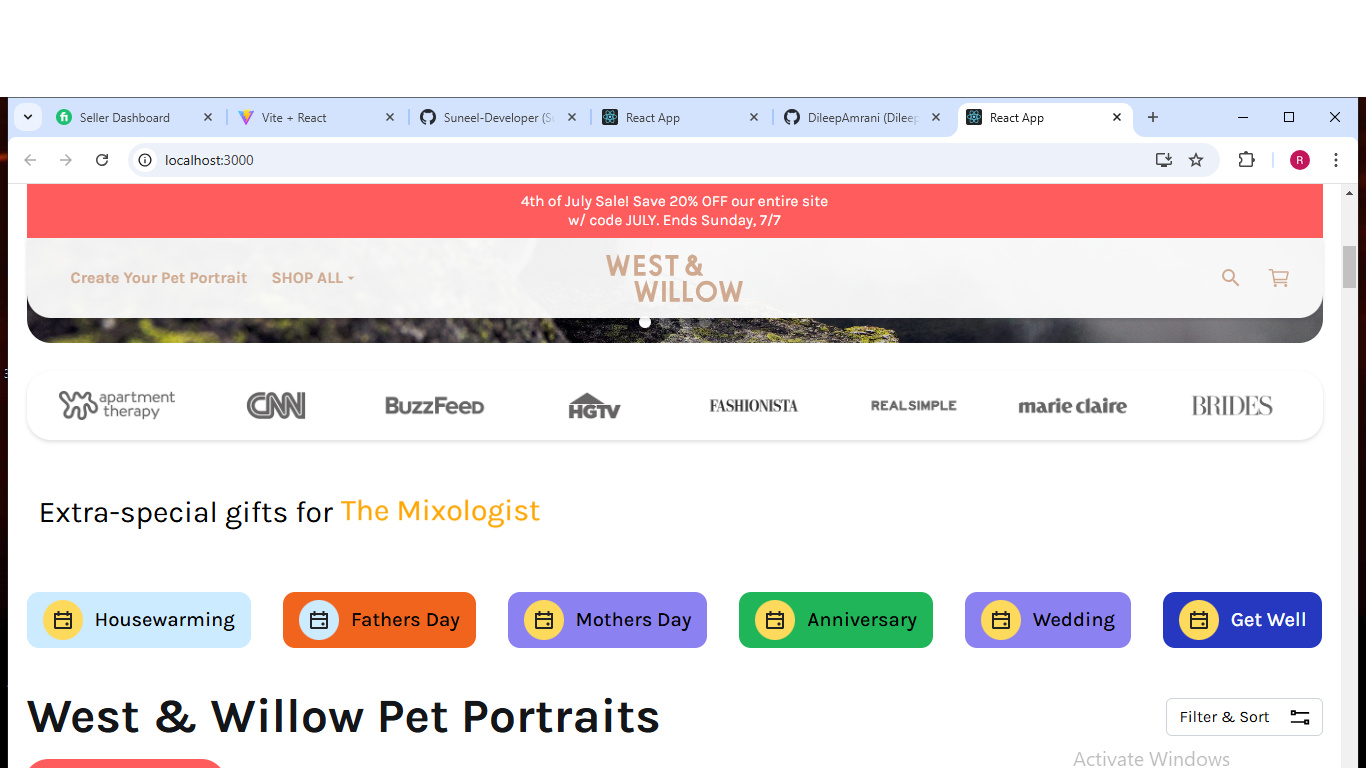 Seller Dashboard
Vite + React
Suneel-Developer (S
React App
DileepAmrani (Dileep
React App
localhost:3000
R
4th of July Sale! Save 20% OFF our entire site
w/ code JULY. Ends Sunday, 7/7
Create Your Pet Portrait
SHOP ALL
WEST &
WILLOW
apartment
therapy
CNN
BuzzFeed
HGTV
FASHIONISTA
REALSIMPLE
marie claire
BRIDES
Extra-special gifts for The Mixologist
Housewarming
Fathers Day
Mothers Day
Anniversary
Wedding
Get Well
West & Willow Pet Portraits
Filter & Sort
Activate Windows